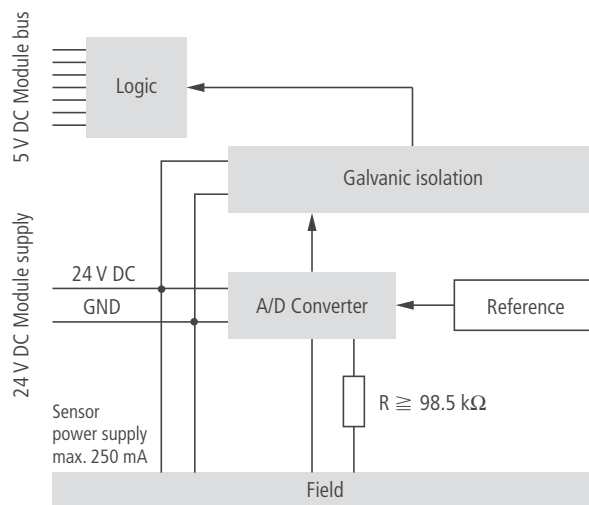 5 V DC Module bus
Logic
Galvanic isolation
24 V DC Module supply
24 V DC
GND
A/D Converter
Reference
R ≧ 98.5 kΩ
Sensor
power supply
max. 250 mA
Field